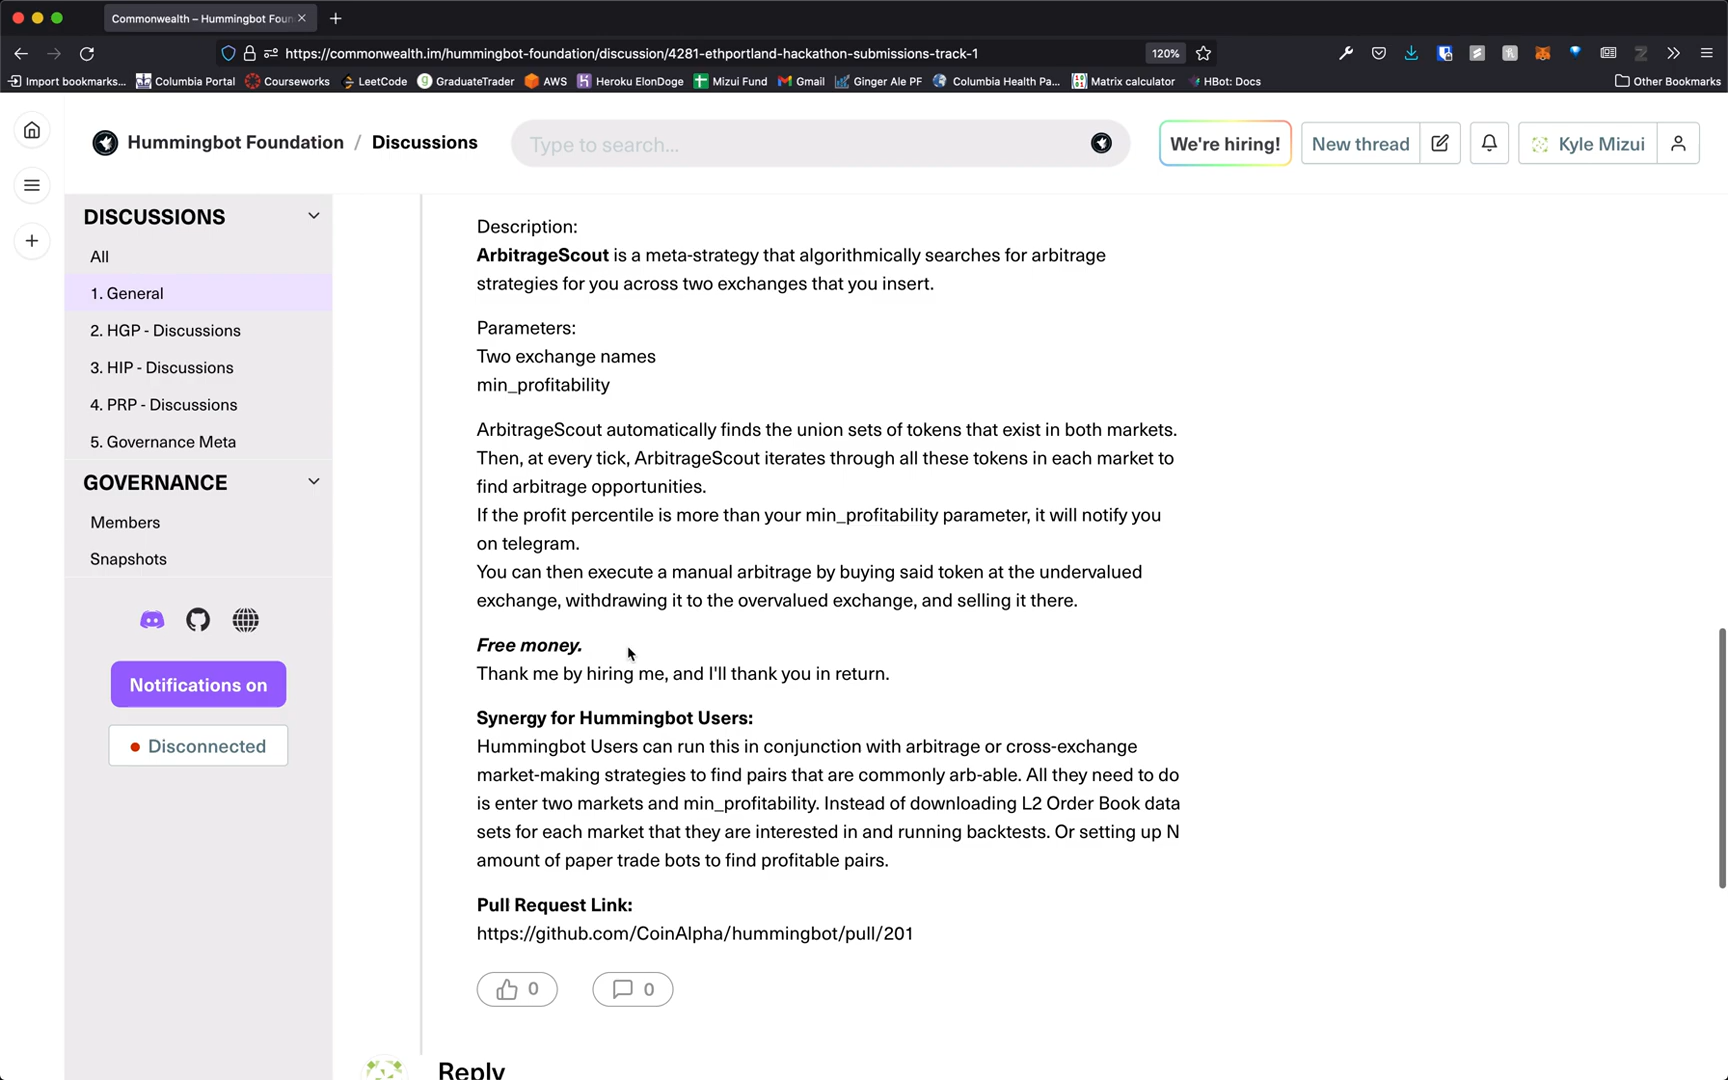 Commonwealth – Hummingbot Foun
https://commonwealth.im/hummingbot-foundation/discussion/4281-ethportland-hackathon-submissions-track-1
120%
Import bookmarks...
Columbia Portal
Courseworks
LeetCode
GraduateTrader
AWS
Heroku ElonDoge
Mizui Fund
Gmail
Ginger Ale PF
Columbia Health Pa...
Matrix calculator
HBot: Docs
Other Bookmarks
Hummingbot Foundation / Discussions
Type to search...
We're hiring!
New thread
Kyle Mizui
DISCUSSIONS
All
1. General
2. HGP - Discussions
3. HIP - Discussions
4. PRP - Discussions
5. Governance Meta
GOVERNANCE
Members
Snapshots
Notifications on
Disconnected
Description:
ArbitrageScout is a meta-strategy that algorithmically searches for arbitrage
strategies for you across two exchanges that you insert.
Parameters:
Two exchange names
min_profitability
ArbitrageScout automatically finds the union sets of tokens that exist in both markets.
Then, at every tick, ArbitrageScout iterates through all these tokens in each market to
find arbitrage opportunities.
If the profit percentile is more than your min_profitability parameter, it will notify you
on telegram.
You can then execute a manual arbitrage by buying said token at the undervalued
exchange, withdrawing it to the overvalued exchange, and selling it there.
Free money.
Thank me by hiring me, and I'll thank you in return.
Synergy for Hummingbot Users:
Hummingbot Users can run this in conjunction with arbitrage or cross-exchange
market-making strategies to find pairs that are commonly arb-able. All they need to do
is enter two markets and min_profitability. Instead of downloading L2 Order Book data
sets for each market that they are interested in and running backtests. Or setting up N
amount of paper trade bots to find profitable pairs.
Pull Request Link:
https://github.com/CoinAlpha/hummingbot/pull/201
0
0
Reply